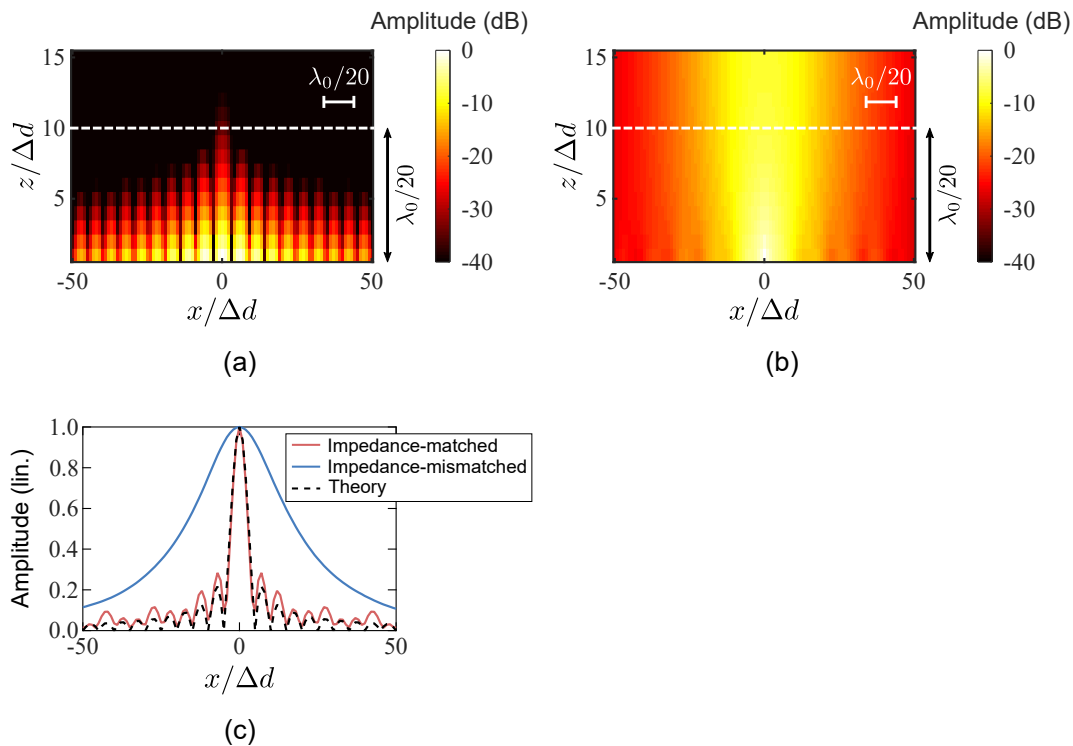 Amplitude (dB)
15
10
5
z/Δd
λ₀/20
λ₀/20
0
-10
-20
-30
-40
-50
0
50
x/Δd
(a)
Amplitude (dB)
15
10
5
z/Δd
λ₀/20
λ₀/20
0
-10
-20
-30
-40
-50
0
50
x/Δd
(b)
1.0
0.8
0.6
0.4
0.2
0.0
Amplitude (lin.)
Impedance-matched
Impedance-mismatched
Theory
-50
0
50
x/Δd
(c)